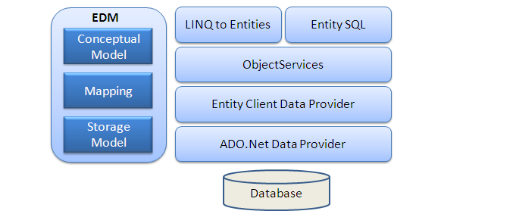 EDM
Conceptual
Model
Mapping
Storage
Model
LINQ to Entities
Entity SQL
ObjectServices
Entity Client Data Provider
ADO.Net Data Provider
Database